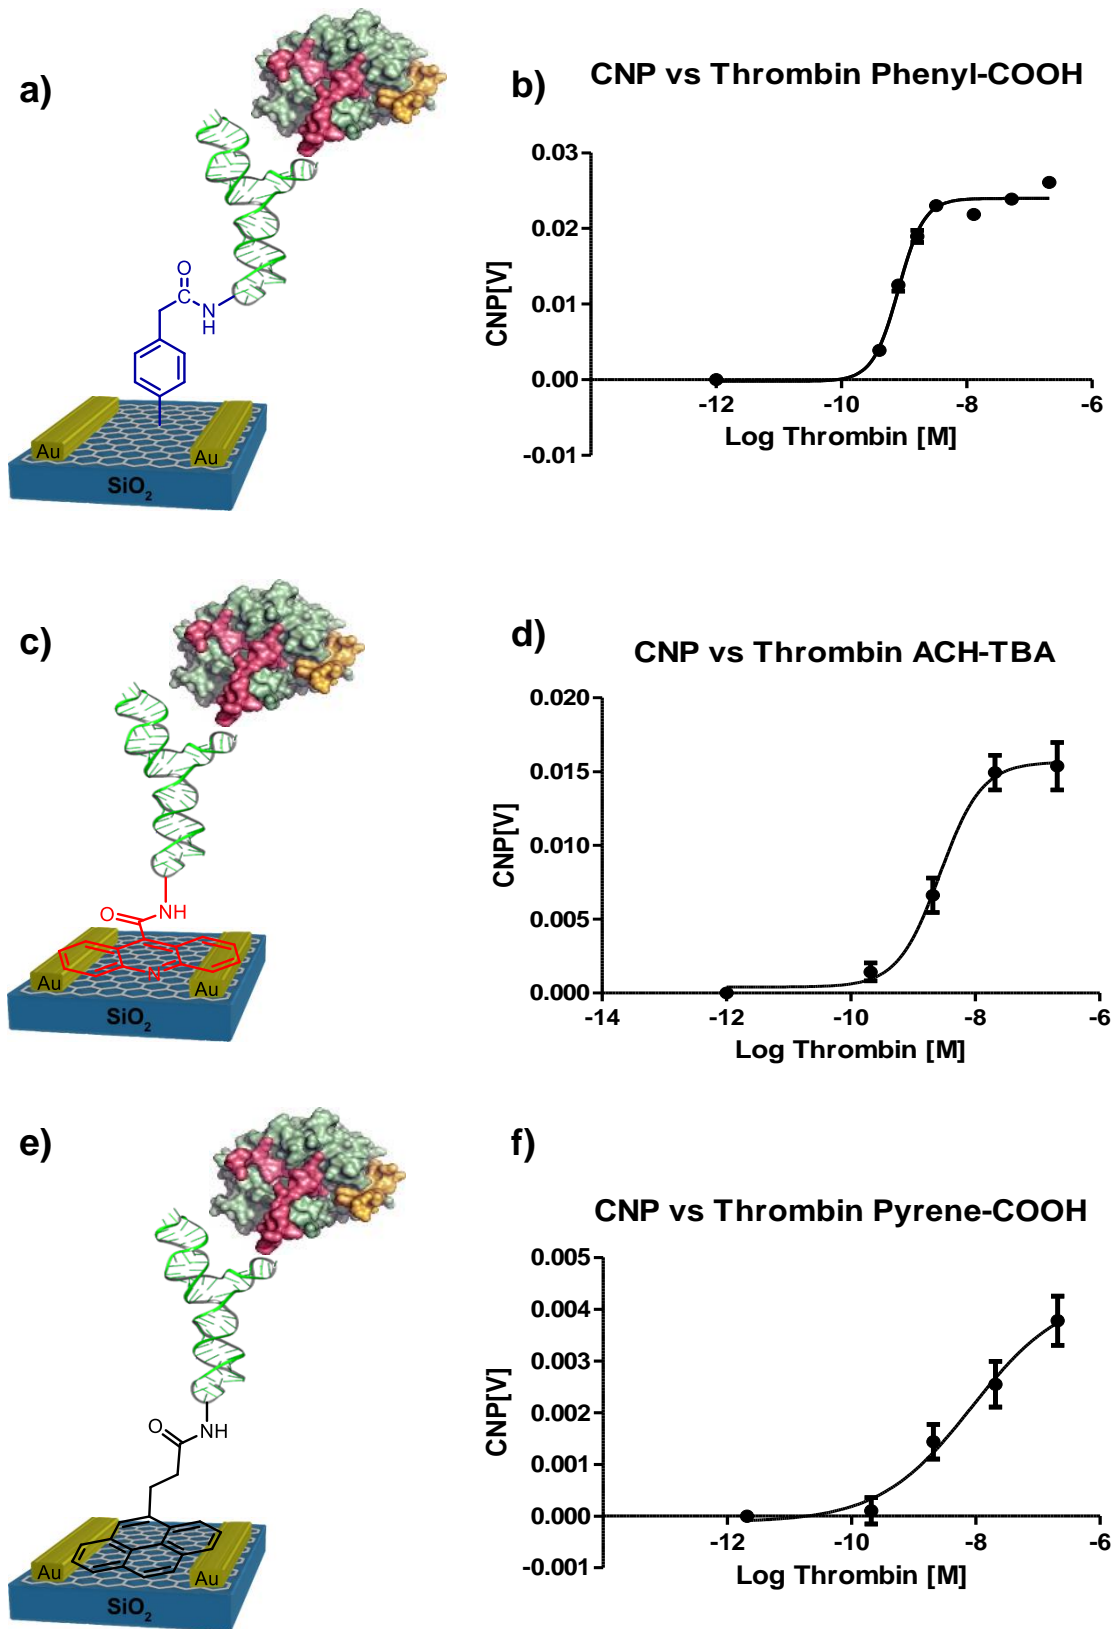 a)
O
C
N
H
Au
Au
SiO2
b)
CNP vs Thrombin Phenyl-COOH
0.03
0.02
0.01
0.00
-0.01
CNP[V]
-12
-10
-8
-6
Log Thrombin [M]
c)
O
NH
N
Au
Au
SiO2
d)
CNP vs Thrombin ACH-TBA
0.020
0.015
0.010
0.005
0.000
CNP[V]
-14
-12
-10
-8
-6
Log Thrombin [M]
e)
O
NH
Au
Au
SiO2
f)
CNP vs Thrombin Pyrene-COOH
0.005
0.004
0.003
0.002
0.001
0.000
-0.001
CNP[V]
-12
-10
-8
-6
Log Thrombin [M]